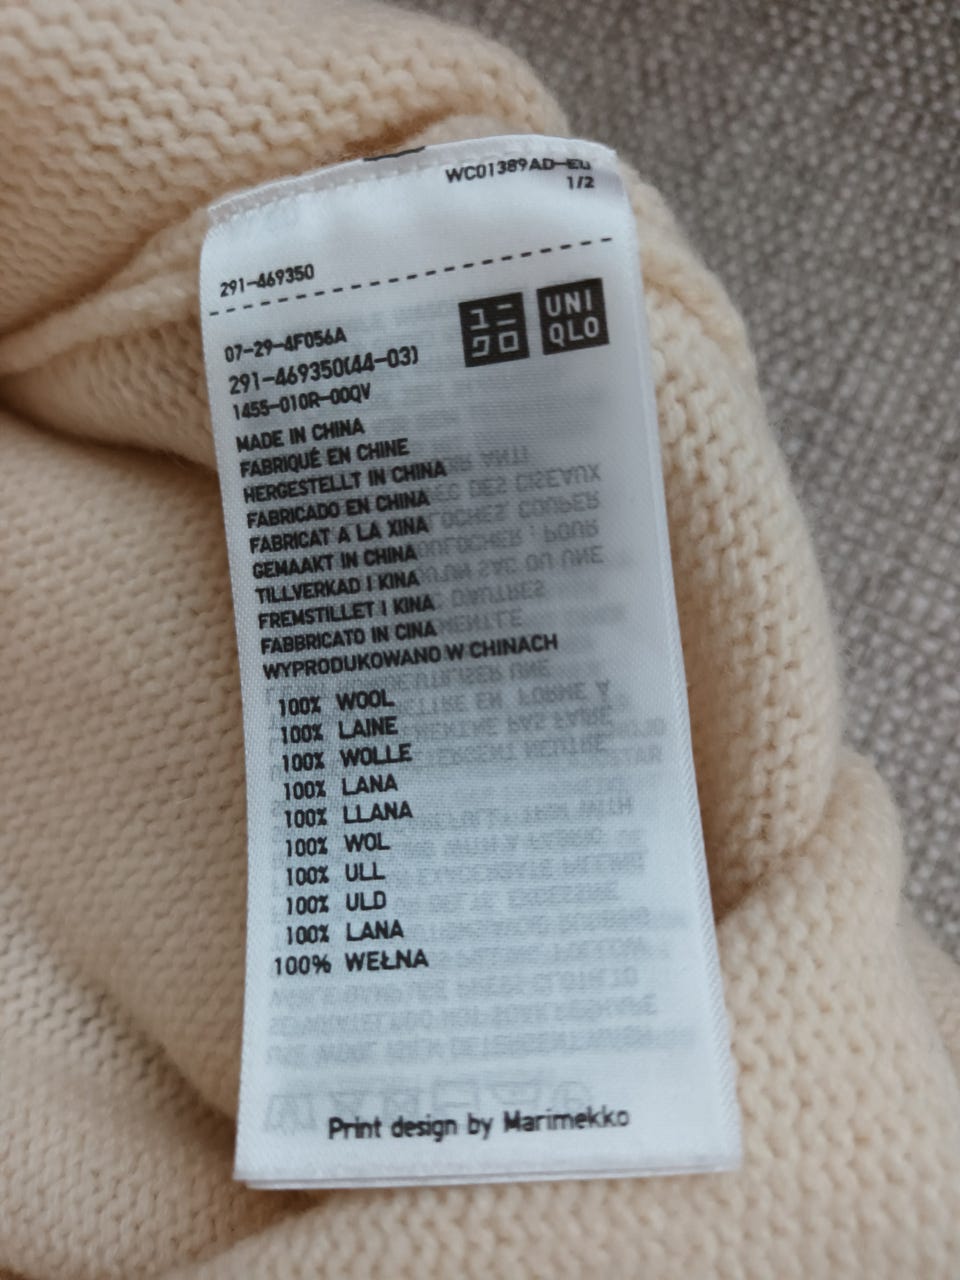 WC01389AD-EU
1/2
291-469350
07-29-4F056A
291-469350(44-03)
1455-010R-00QV
ユニ
クロ
UNI
QLO
MADE IN CHINA
FABRIQUÉ EN CHINE
HERGESTELLT IN CHINA
FABRICADO EN CHINA
FABRICAT A LA XINA
GEMAAKT IN CHINA
TILLVERKAD I KINA
FREMSTILLET I KINA
FABBRICATO IN CINA
WYPRODUKOWANO W CHINACH
100% WOOL
100% LAINE
100% WOLLE
100% LANA
100% LLANA
100% WOL
100% ULL
100% ULD
100% LANA
100% WEŁNA
Print design by Marimekko